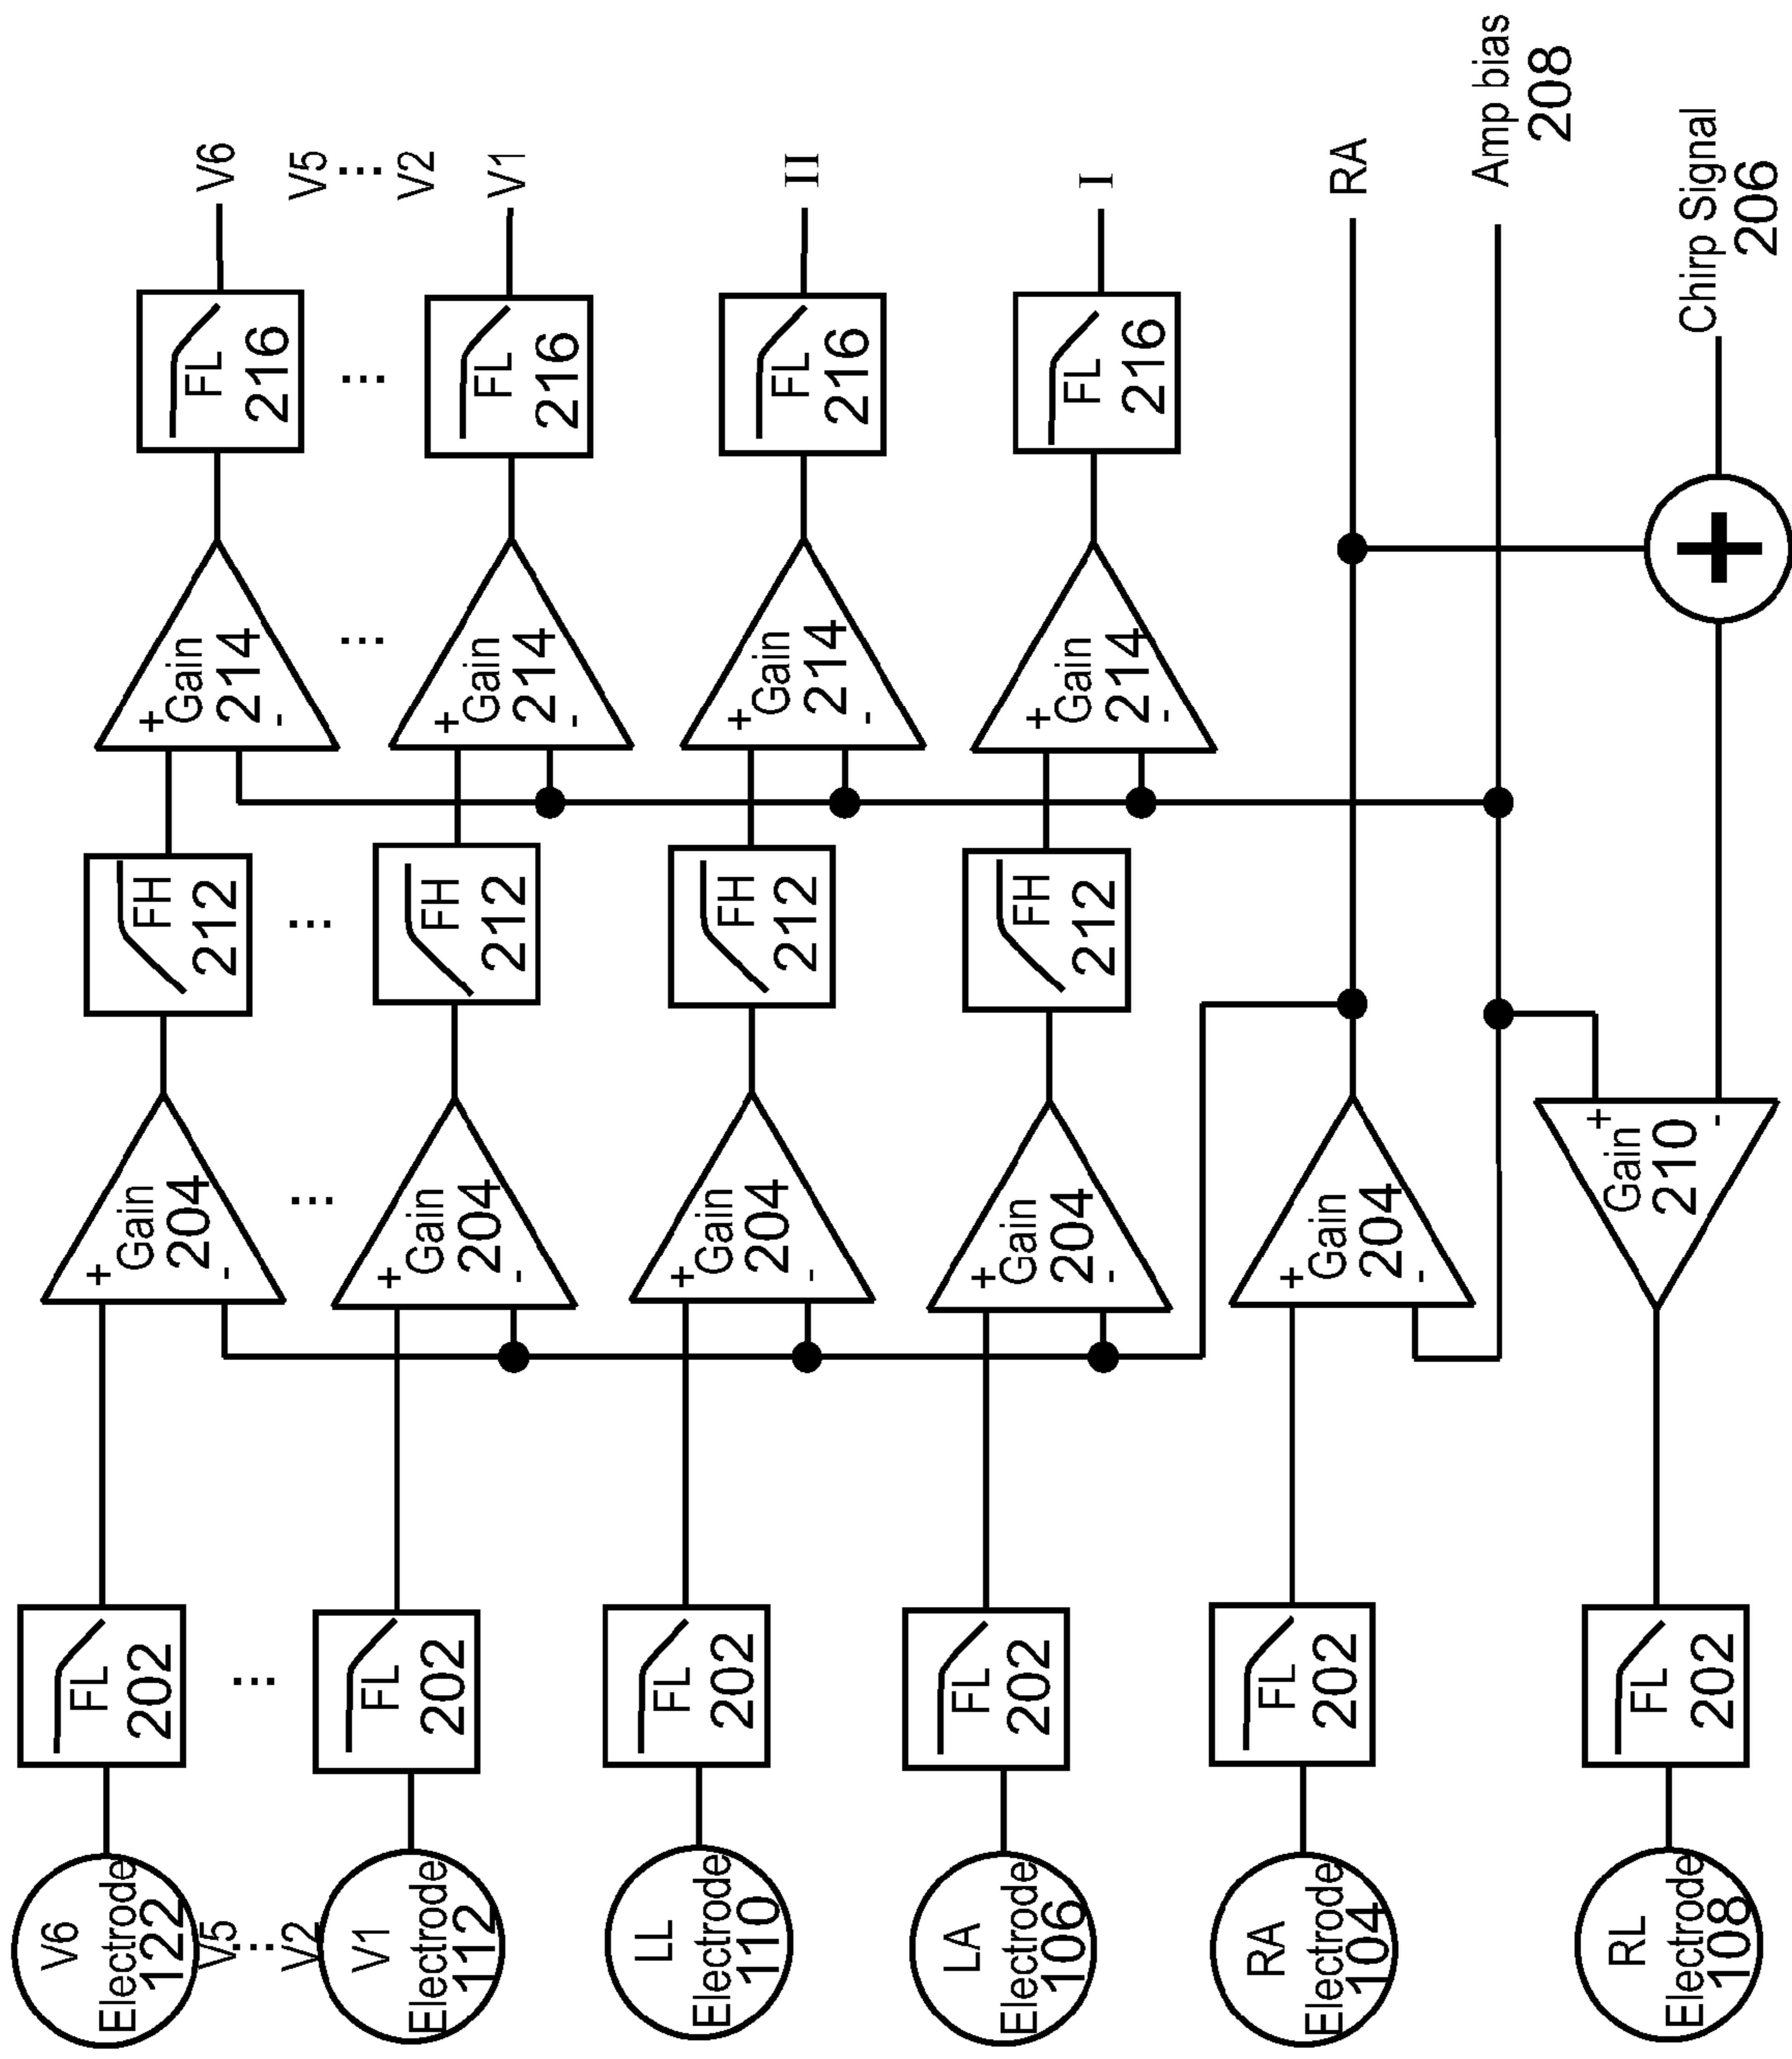 V6
Electrode
122
FL
202
+
Gain
204
-
FH
212
+
Gain
214
-
FL
216
V6
V5
...
V2
...
...
...
...
...
V5
...
V2
V1
Electrode
112
FL
202
+
Gain
204
-
FH
212
+
Gain
214
-
FL
216
V1
LL
Electrode
110
FL
202
+
Gain
204
-
FH
212
+
Gain
214
-
FL
216
II
LA
Electrode
106
FL
202
+
Gain
204
-
FH
212
+
Gain
214
-
FL
216
I
RA
Electrode
104
FL
202
+
Gain
204
-
RA
Amp bias
208
RL
Electrode
108
FL
202
+
Gain
210
-
+
Chirp Signal
206